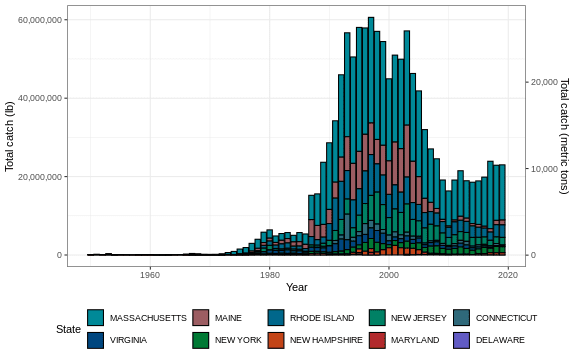 60,000,000
40,000,000
20,000,000
0
Total catch (lb)
20,000
10,000
0
Total catch (metric tons)
1960 1980 2000 2020
Year
State
MASSACHUSETTS MAINE RHODE ISLAND NEW JERSEY CONNECTICUT
VIRGINIA NEW YORK NEW HAMPSHIRE MARYLAND DELAWARE